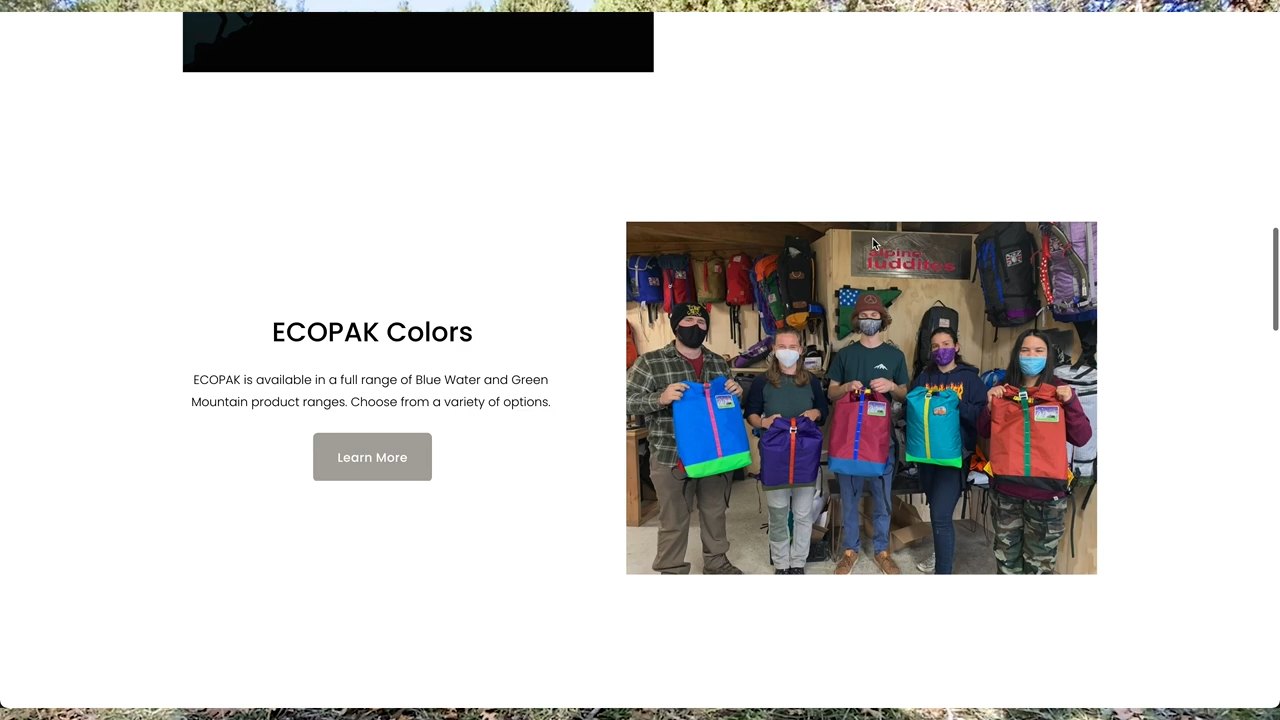 alpine
luddites
ECOPAK Colors
ECOPAK is available in a full range of Blue Water and Green
Mountain product ranges. Choose from a variety of options.
Learn More